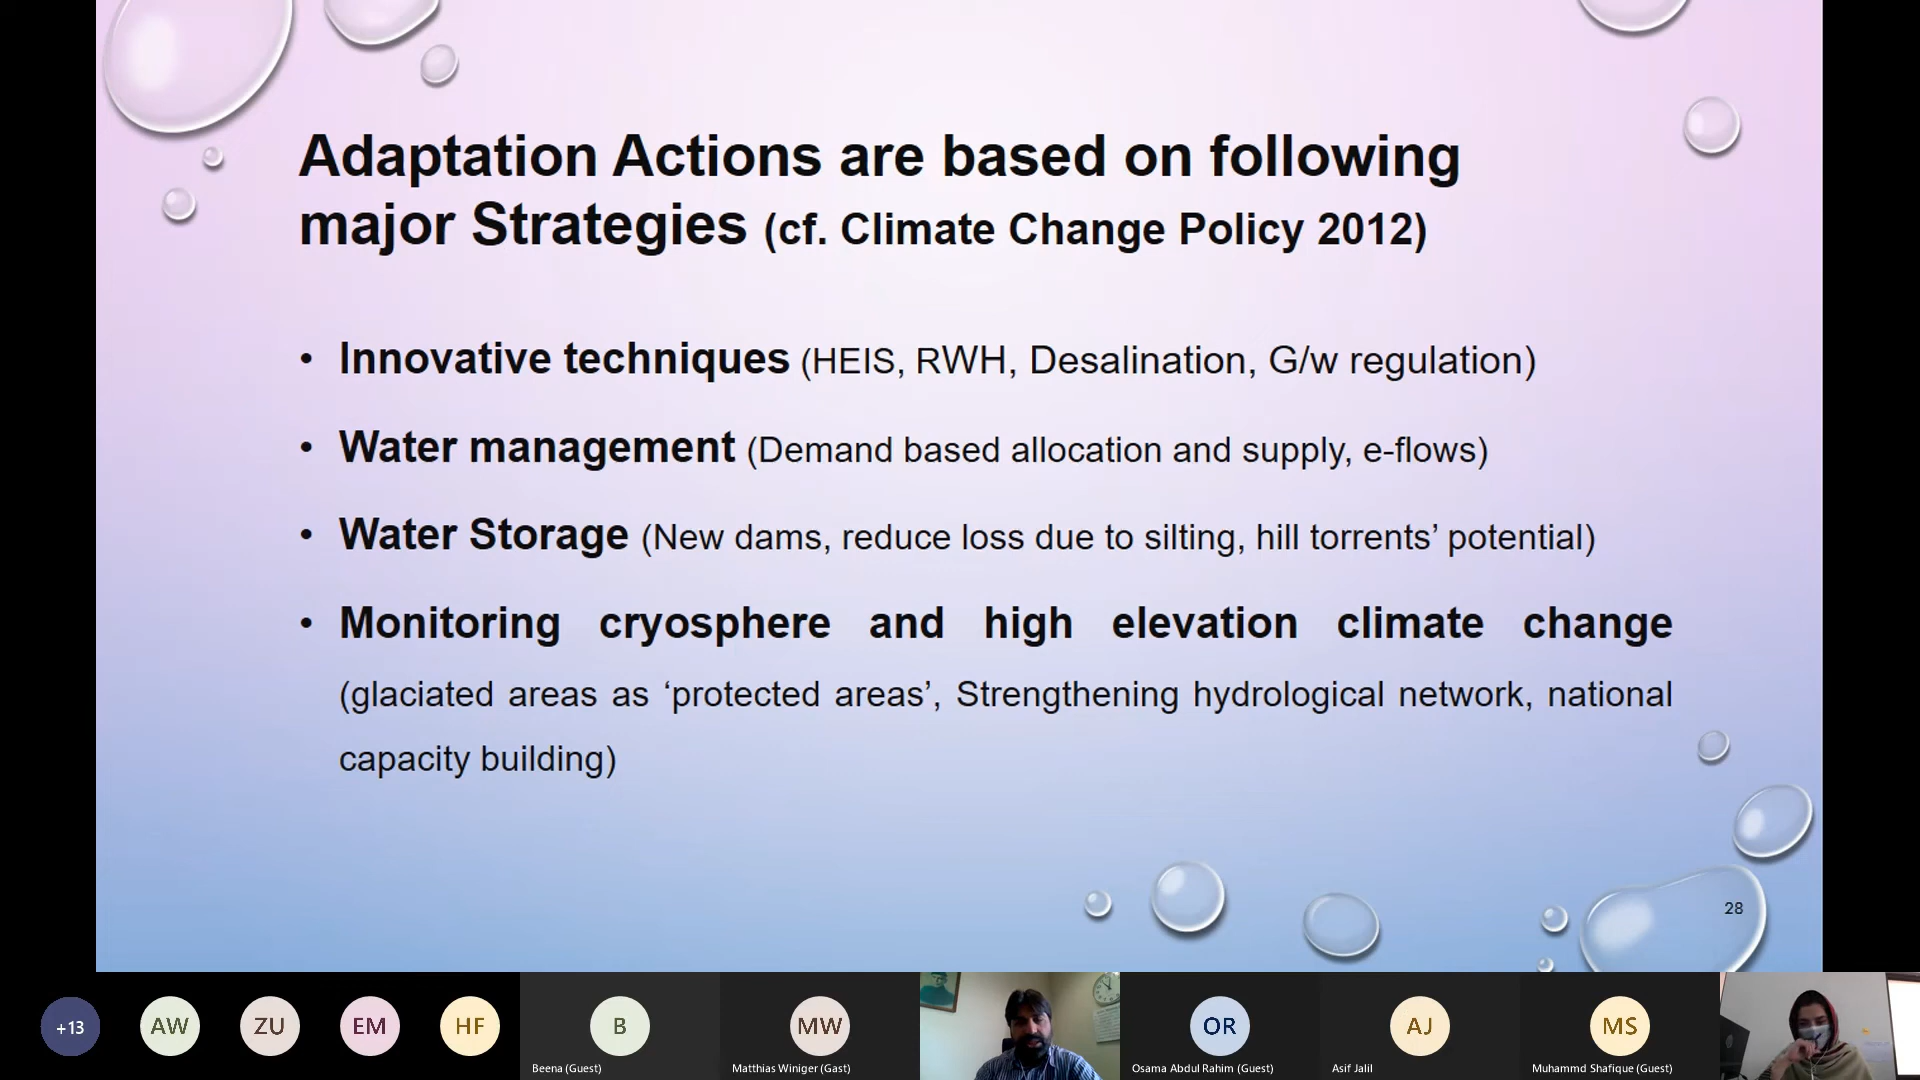 Adaptation Actions are based on following
major Strategies (cf. Climate Change Policy 2012)
• Innovative techniques (HEIS, RWH, Desalination, G/w regulation)
• Water management (Demand based allocation and supply, e-flows)
• Water Storage (New dams, reduce loss due to silting, hill torrents’ potential)
• Monitoring cryosphere and high elevation climate change
(glaciated areas as ‘protected areas’, Strengthening hydrological network, national
capacity building)
28
+13
AW
ZU
EM
HF
B
Beena (Guest)
MW
Matthias Winiger (Gast)
OR
Osama Abdul Rahim (Guest)
AJ
Asif Jalil
MS
Muhammd Shafique (Guest)